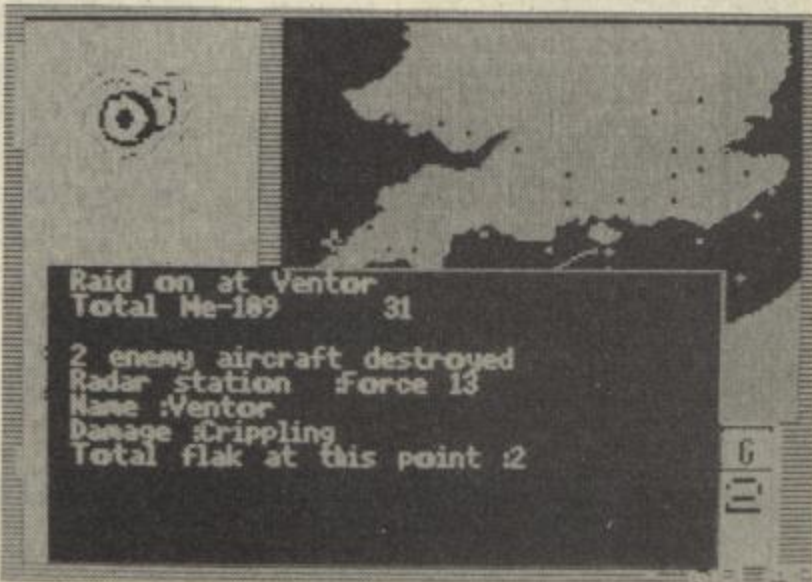 Raid on at Ventor
Total Me-109 31
2 enemy aircraft destroyed
Radar station :Force 13
Name :Ventor
Damage :Crippling
Total flak at this point :2
G